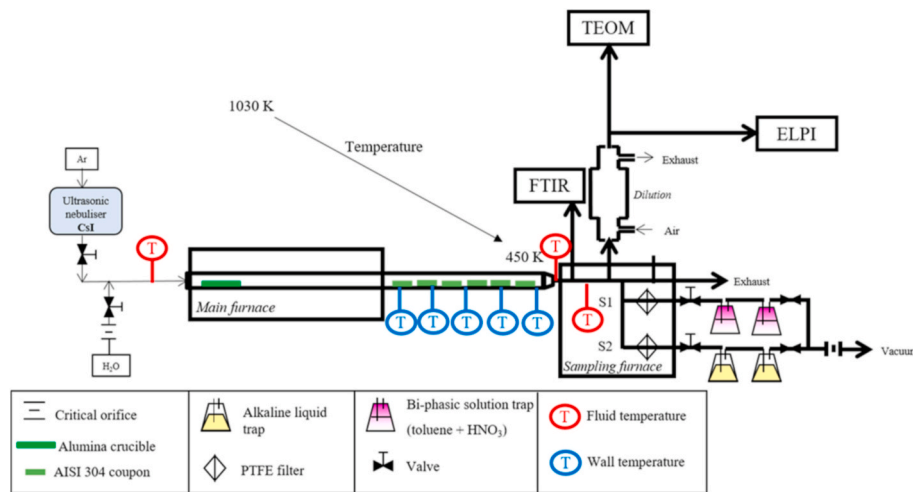 TEOM
1030 K
Temperature
ELPI
Exhaust
FTIR
Dilution
Ar
Ultrasonic
nebuliser
CsI
Air
T
450 K
T
Exhaust
Main furnace
S1
T
T
T
T
T
T
S2
Sampling furnace
H₂O
Vacuur
Critical orifice
Alumina crucible
AISI 304 coupon
Alkaline liquid
trap
PTFE filter
Bi-phasic solution trap
(toluene + HNO₃)
Valve
T
Fluid temperature
T
Wall temperature